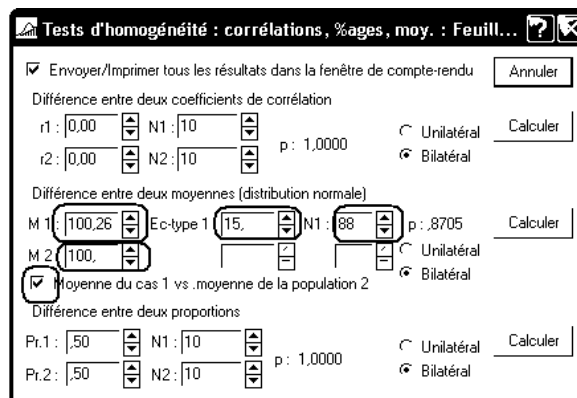 Tests d'homogénéité : corrélations, %ages, moy. : Feuill...
Envoyer/Imprimer tous les résultats dans la fenêtre de compte-rendu
Annuler
Différence entre deux coefficients de corrélation
r1 : 0,00 N1 : 10
r2 : 0,00 N2 : 10
p : 1,0000
Unilatéral
Bilatéral
Calculer
Différence entre deux moyennes (distribution normale)
M 1 : 100,26 Ec-type 1 15, N1 : 88 p : ,8705
M 2 100,
Unilatéral
Bilatéral
Calculer
Moyenne du cas 1 vs .moyenne de la population 2
Différence entre deux proportions
Pr.1 : ,50 N1 : 10
Pr.2 : ,50 N2 : 10
p : 1,0000
Unilatéral
Bilatéral
Calculer